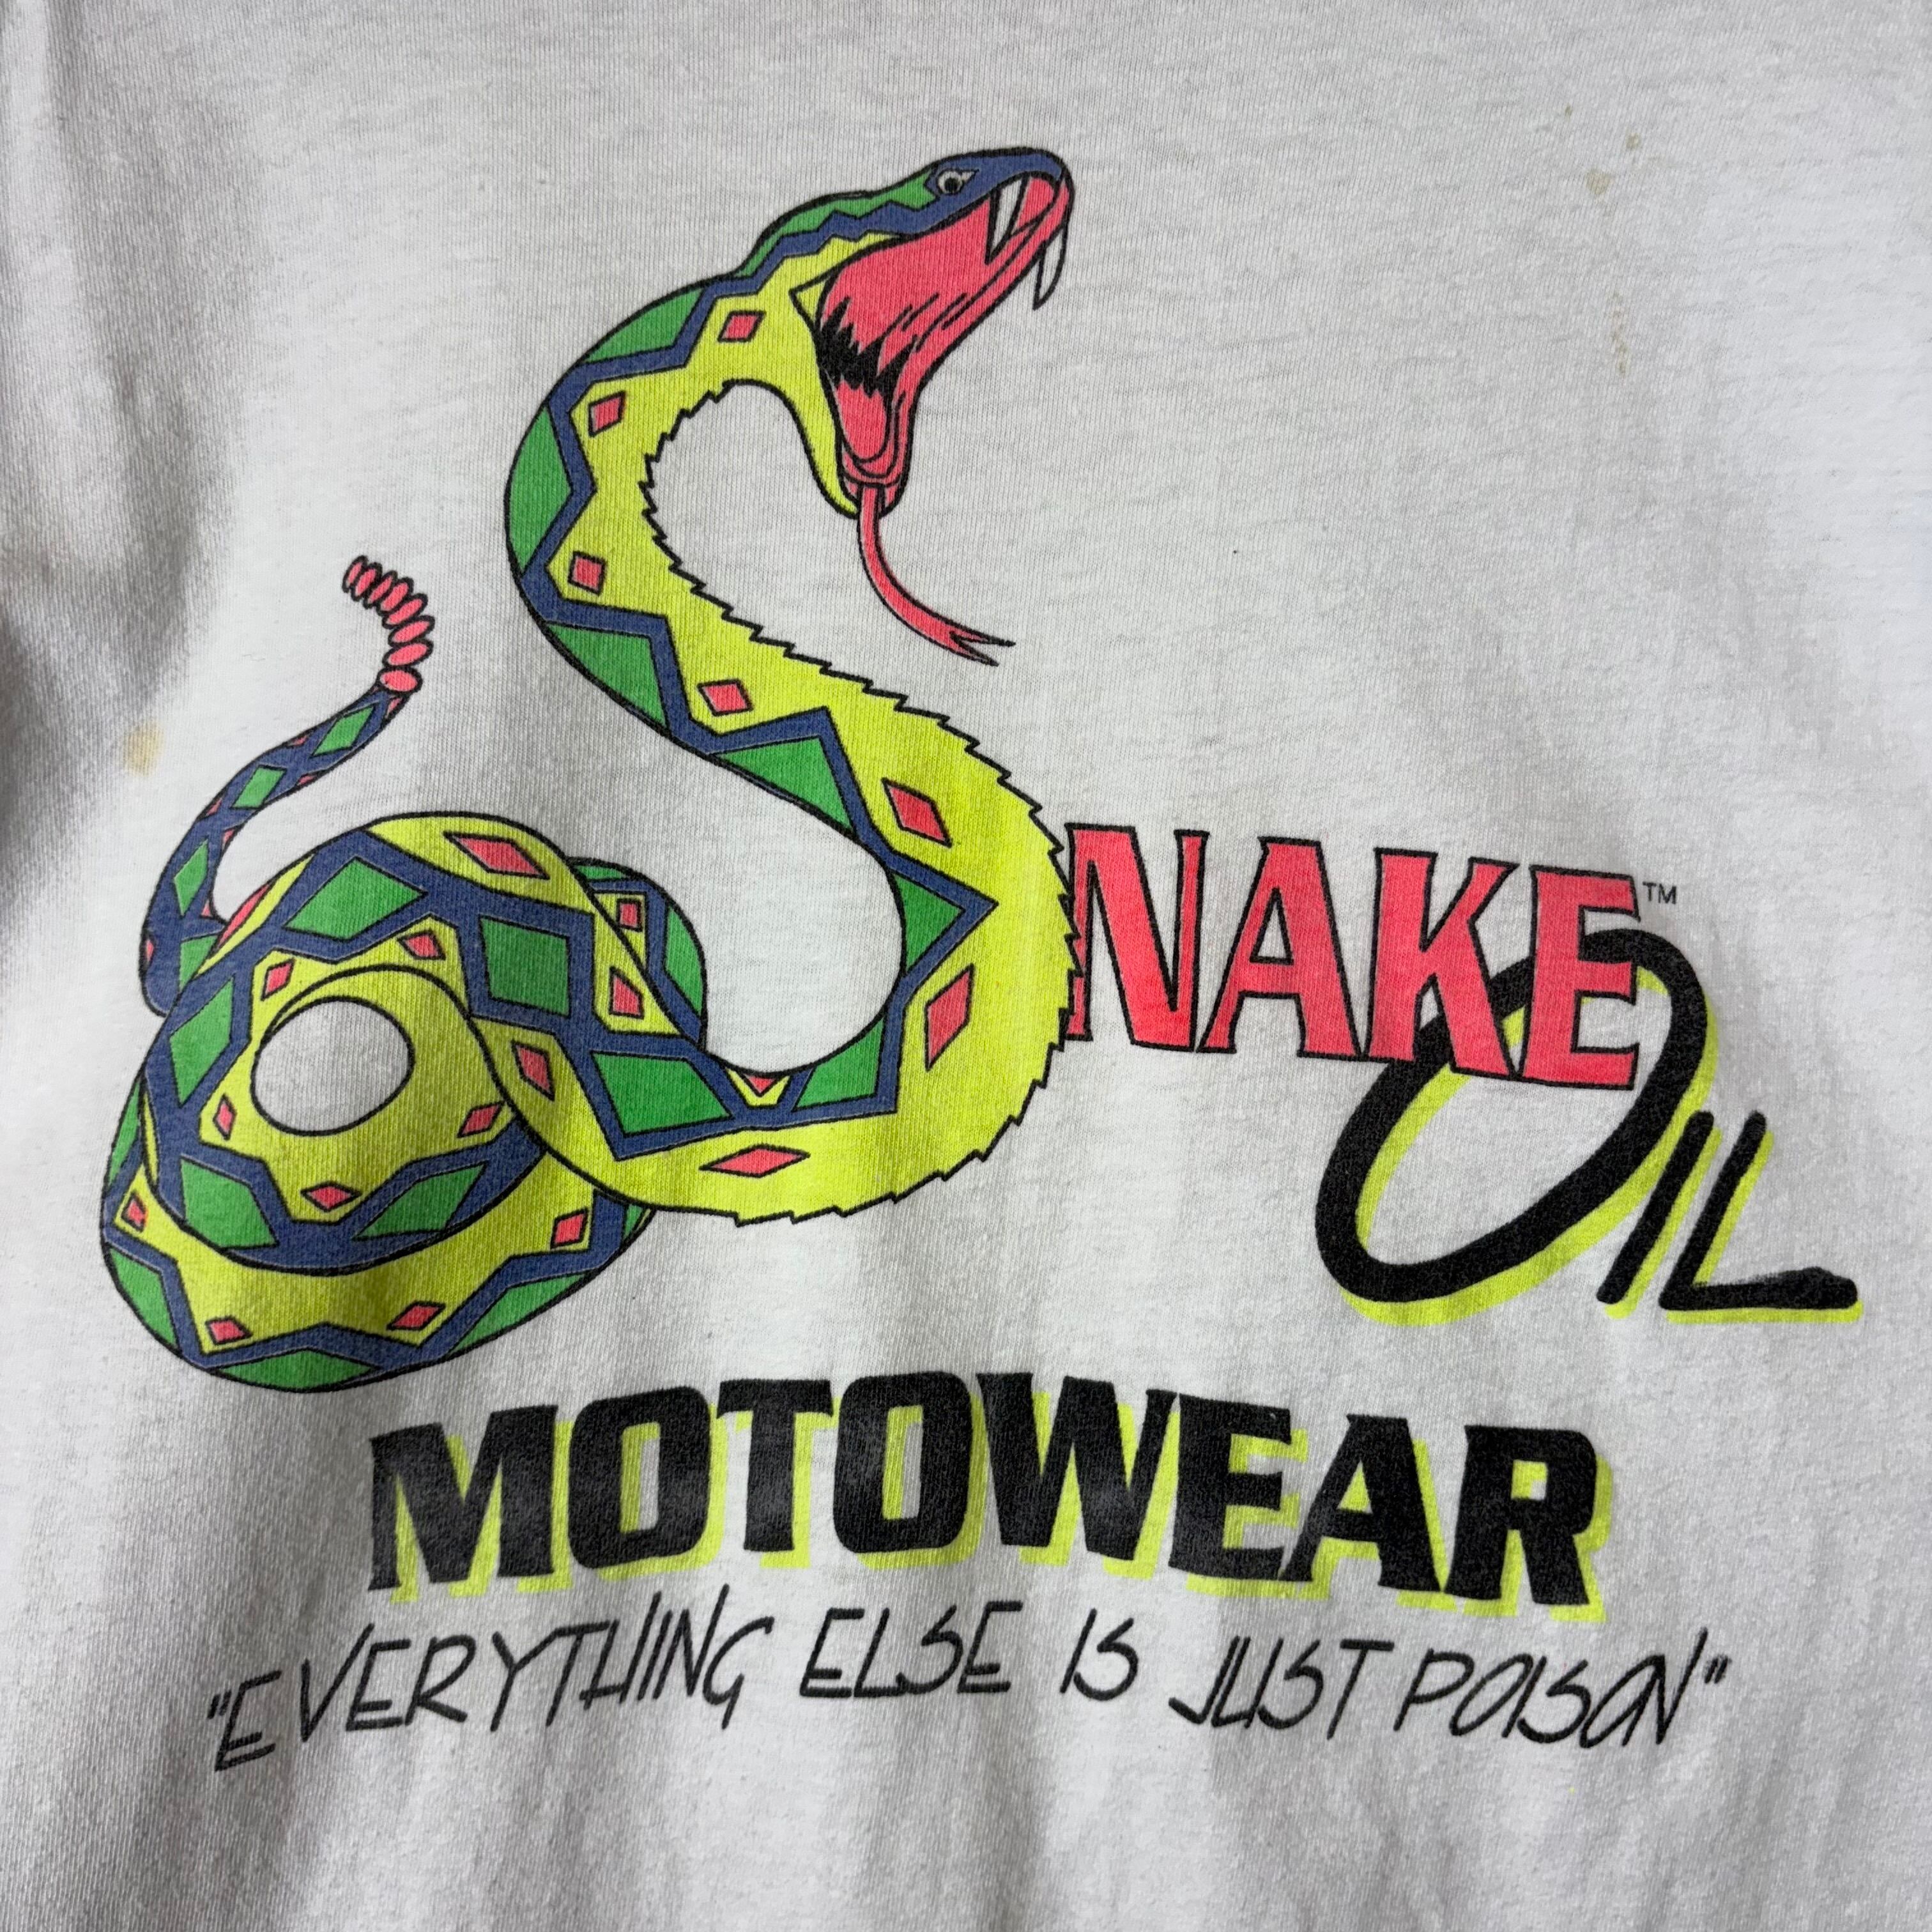 SNAKE™
OIL
MOTOWEAR
"EVERYTHING ELSE IS JUST POISON"